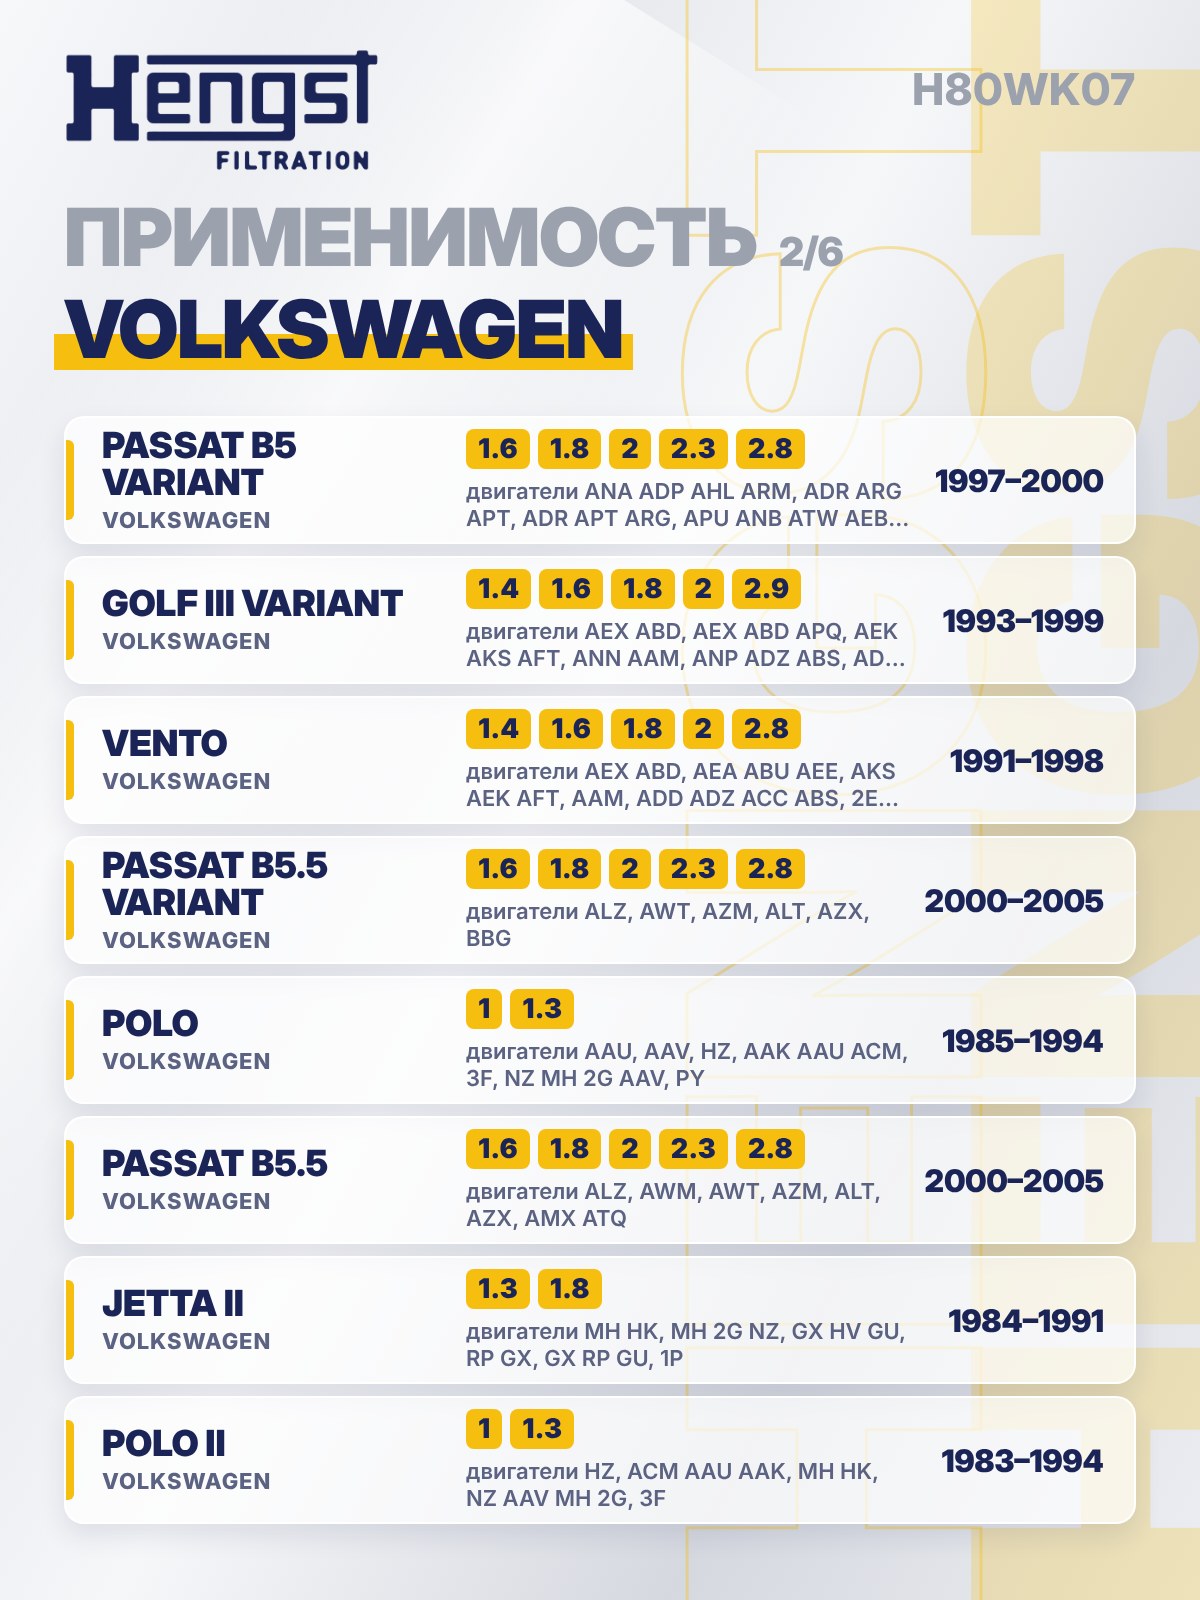 Hengst
FILTRATION
H80WK07
ПРИМЕНИМОСТЬ 2/6
VOLKSWAGEN
PASSAT B5
VARIANT
VOLKSWAGEN
1.6 1.8 2 2.3 2.8
двигатели ANA ADP AHL ARM, ADR ARG
APT, ADR APT ARG, APU ANB ATW AEB...
1997–2000
GOLF III VARIANT
VOLKSWAGEN
1.4 1.6 1.8 2 2.9
двигатели AEX ABD, AEX ABD APQ, AEK
AKS AFT, ANN AAM, ANP ADZ ABS, AD...
1993–1999
VENTO
VOLKSWAGEN
1.4 1.6 1.8 2 2.8
двигатели AEX ABD, AEA ABU AEE, AKS
AEK AFT, AAM, ADD ADZ ACC ABS, 2E...
1991–1998
PASSAT B5.5
VARIANT
VOLKSWAGEN
1.6 1.8 2 2.3 2.8
двигатели ALZ, AWT, AZM, ALT, AZX,
BBG
2000–2005
POLO
VOLKSWAGEN
1 1.3
двигатели AAU, AAV, HZ, AAK AAU ACM,
3F, NZ MH 2G AAV, PY
1985–1994
PASSAT B5.5
VOLKSWAGEN
1.6 1.8 2 2.3 2.8
двигатели ALZ, AWM, AWT, AZM, ALT,
AZX, AMX ATQ
2000–2005
JETTA II
VOLKSWAGEN
1.3 1.8
двигатели MH HK, MH 2G NZ, GX HV GU,
RP GX, GX RP GU, 1P
1984–1991
POLO II
VOLKSWAGEN
1 1.3
двигатели HZ, ACM AAU AAK, MH HK,
NZ AAV MH 2G, 3F
1983–1994
HENGST
HENGST